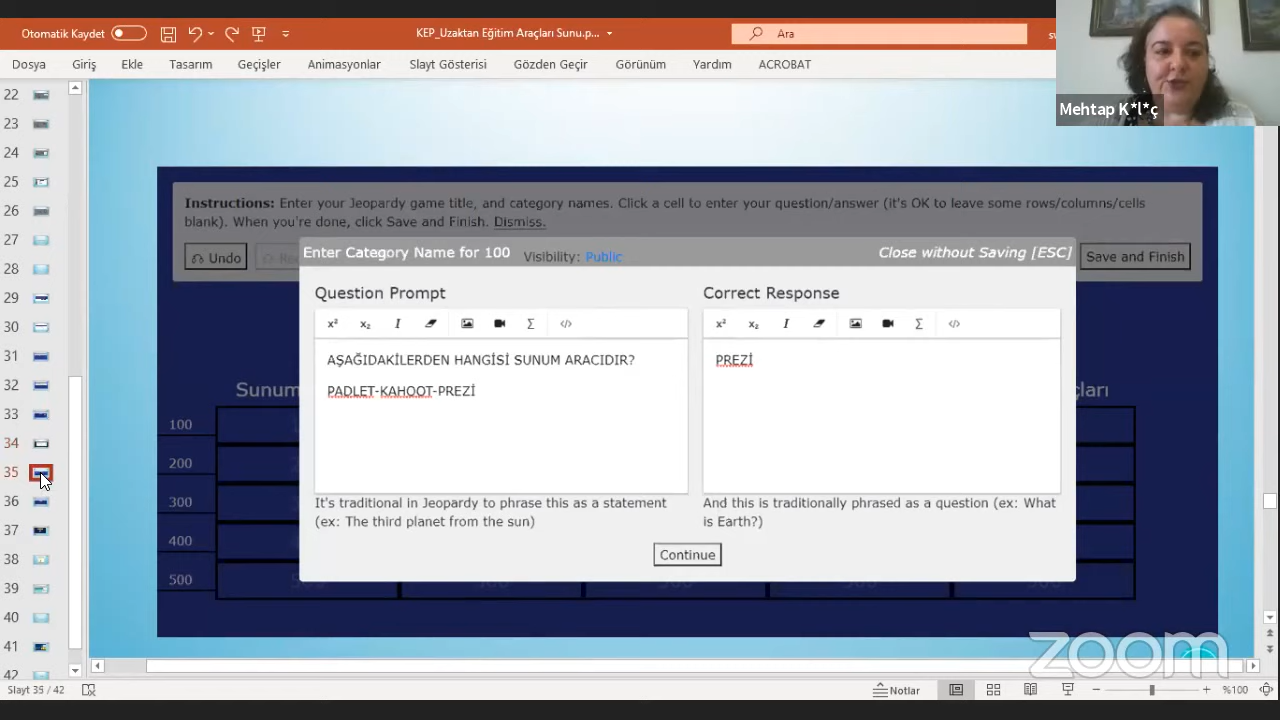 Otomatik Kaydet
KEP_Uzaktan Eğitim Araçları Sunu.p...
Ara
Dosya Giriş Ekle Tasarım Geçişler Animasyonlar Slayt Gösterisi Gözden Geçir Görünüm Yardım ACROBAT
Mehtap K*l*ç
22
23
24
25
26
27
28
29
30
31
32
33
34
35
36
37
38
39
40
41
42
Instructions: Enter your Jeopardy game title, and category names. Click a cell to enter your question/answer (it's OK to leave some rows/columns/cells
blank). When you're done, click Save and Finish. Dismiss.
Undo
Save and Finish
Enter Category Name for 100 Visibility: Public Close without Saving [ESC]
Question Prompt
Correct Response
x² x₂ I Σ </>
x² x₂ I Σ </>
AŞAĞIDAKİLERDEN HANGİSİ SUNUM ARACIDIR?
PADLET-KAHOOT-PREZİ
PREZİ
It's traditional in Jeopardy to phrase this as a statement
(ex: The third planet from the sun)
And this is traditionally phrased as a question (ex: What
is Earth?)
Continue
Sunum
100
200
300
400
500
zoom
Slayt 35 / 42
Notlar
%100